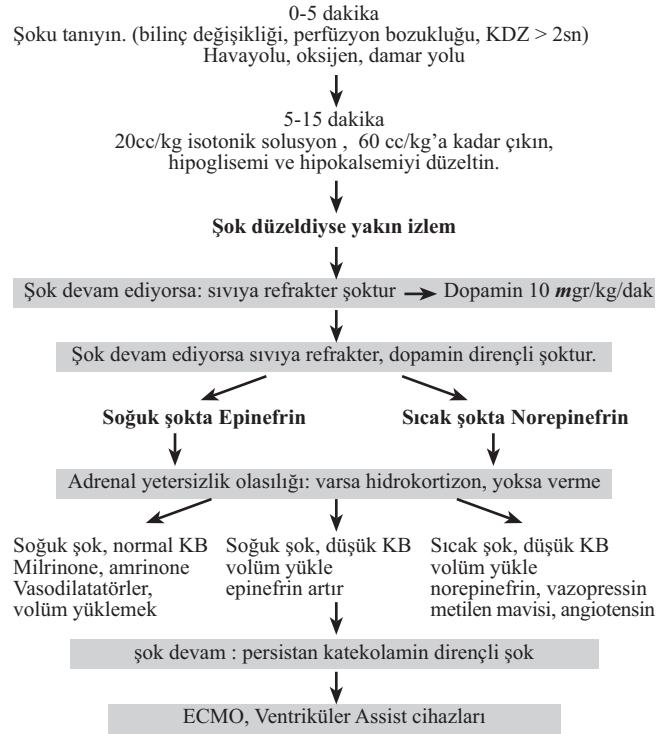 0-5 dakika
Şoku tanıyın. (bilinç değişikliği, perfüzyon bozukluğu, KDZ > 2sn)
Havayolu, oksijen, damar yolu
5-15 dakika
20cc/kg isotonik solusyon , 60 cc/kg'a kadar çıkın,
hipoglisemi ve hipokalsemiyi düzeltin.
Şok düzeldiyse yakın izlem
Şok devam ediyorsa: sıvıya refrakter şoktur → Dopamin 10 mgr/kg/dak
Şok devam ediyorsa sıvıya refrakter, dopamin dirençli şoktur.
Soğuk şokta Epinefrin
Sıcak şokta Norepinefrin
Adrenal yetersizlik olasılığı: varsa hidrokortizon, yoksa verme
Soğuk şok, normal KB
Milrinone, amrinone
Vasodilatatörler,
volüm yüklemek
Soğuk şok, düşük KB
volüm yükle
epinefrin artır
Sıcak şok, düşük KB
volüm yükle
norepinefrin, vazopressin
metilen mavisi, angiotensin
şok devam : persistan katekolamin dirençli şok
ECMO, Ventriküler Assist cihazları